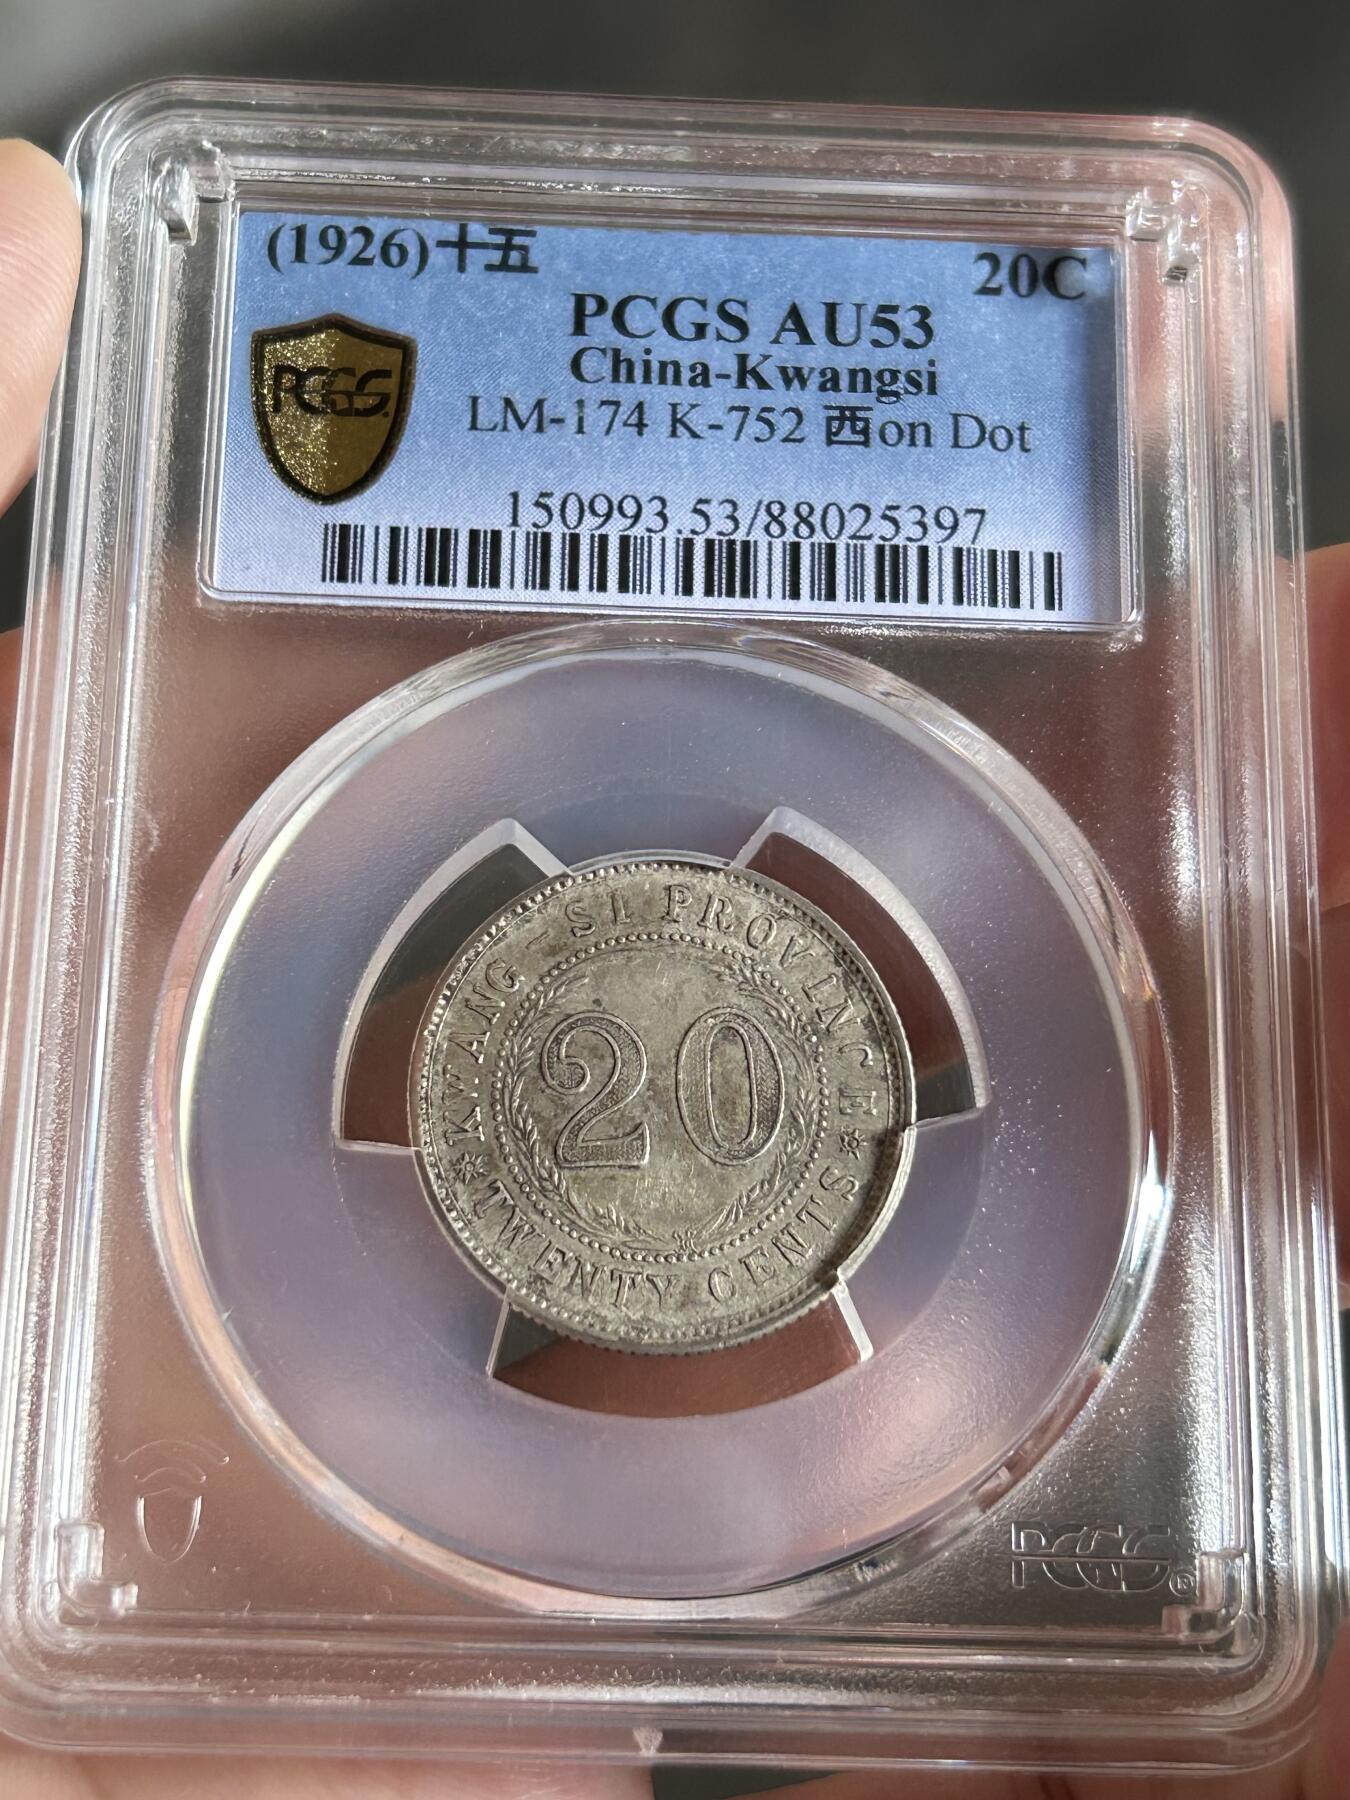 (1926)十五 20C
PCGS AU53
China-Kwangsi
PCGS
LM-174 K-752 西on Dot
150993.53/88025397
KWANG-SI PROVINCE
20
TWENTY CENTS
PCGS®